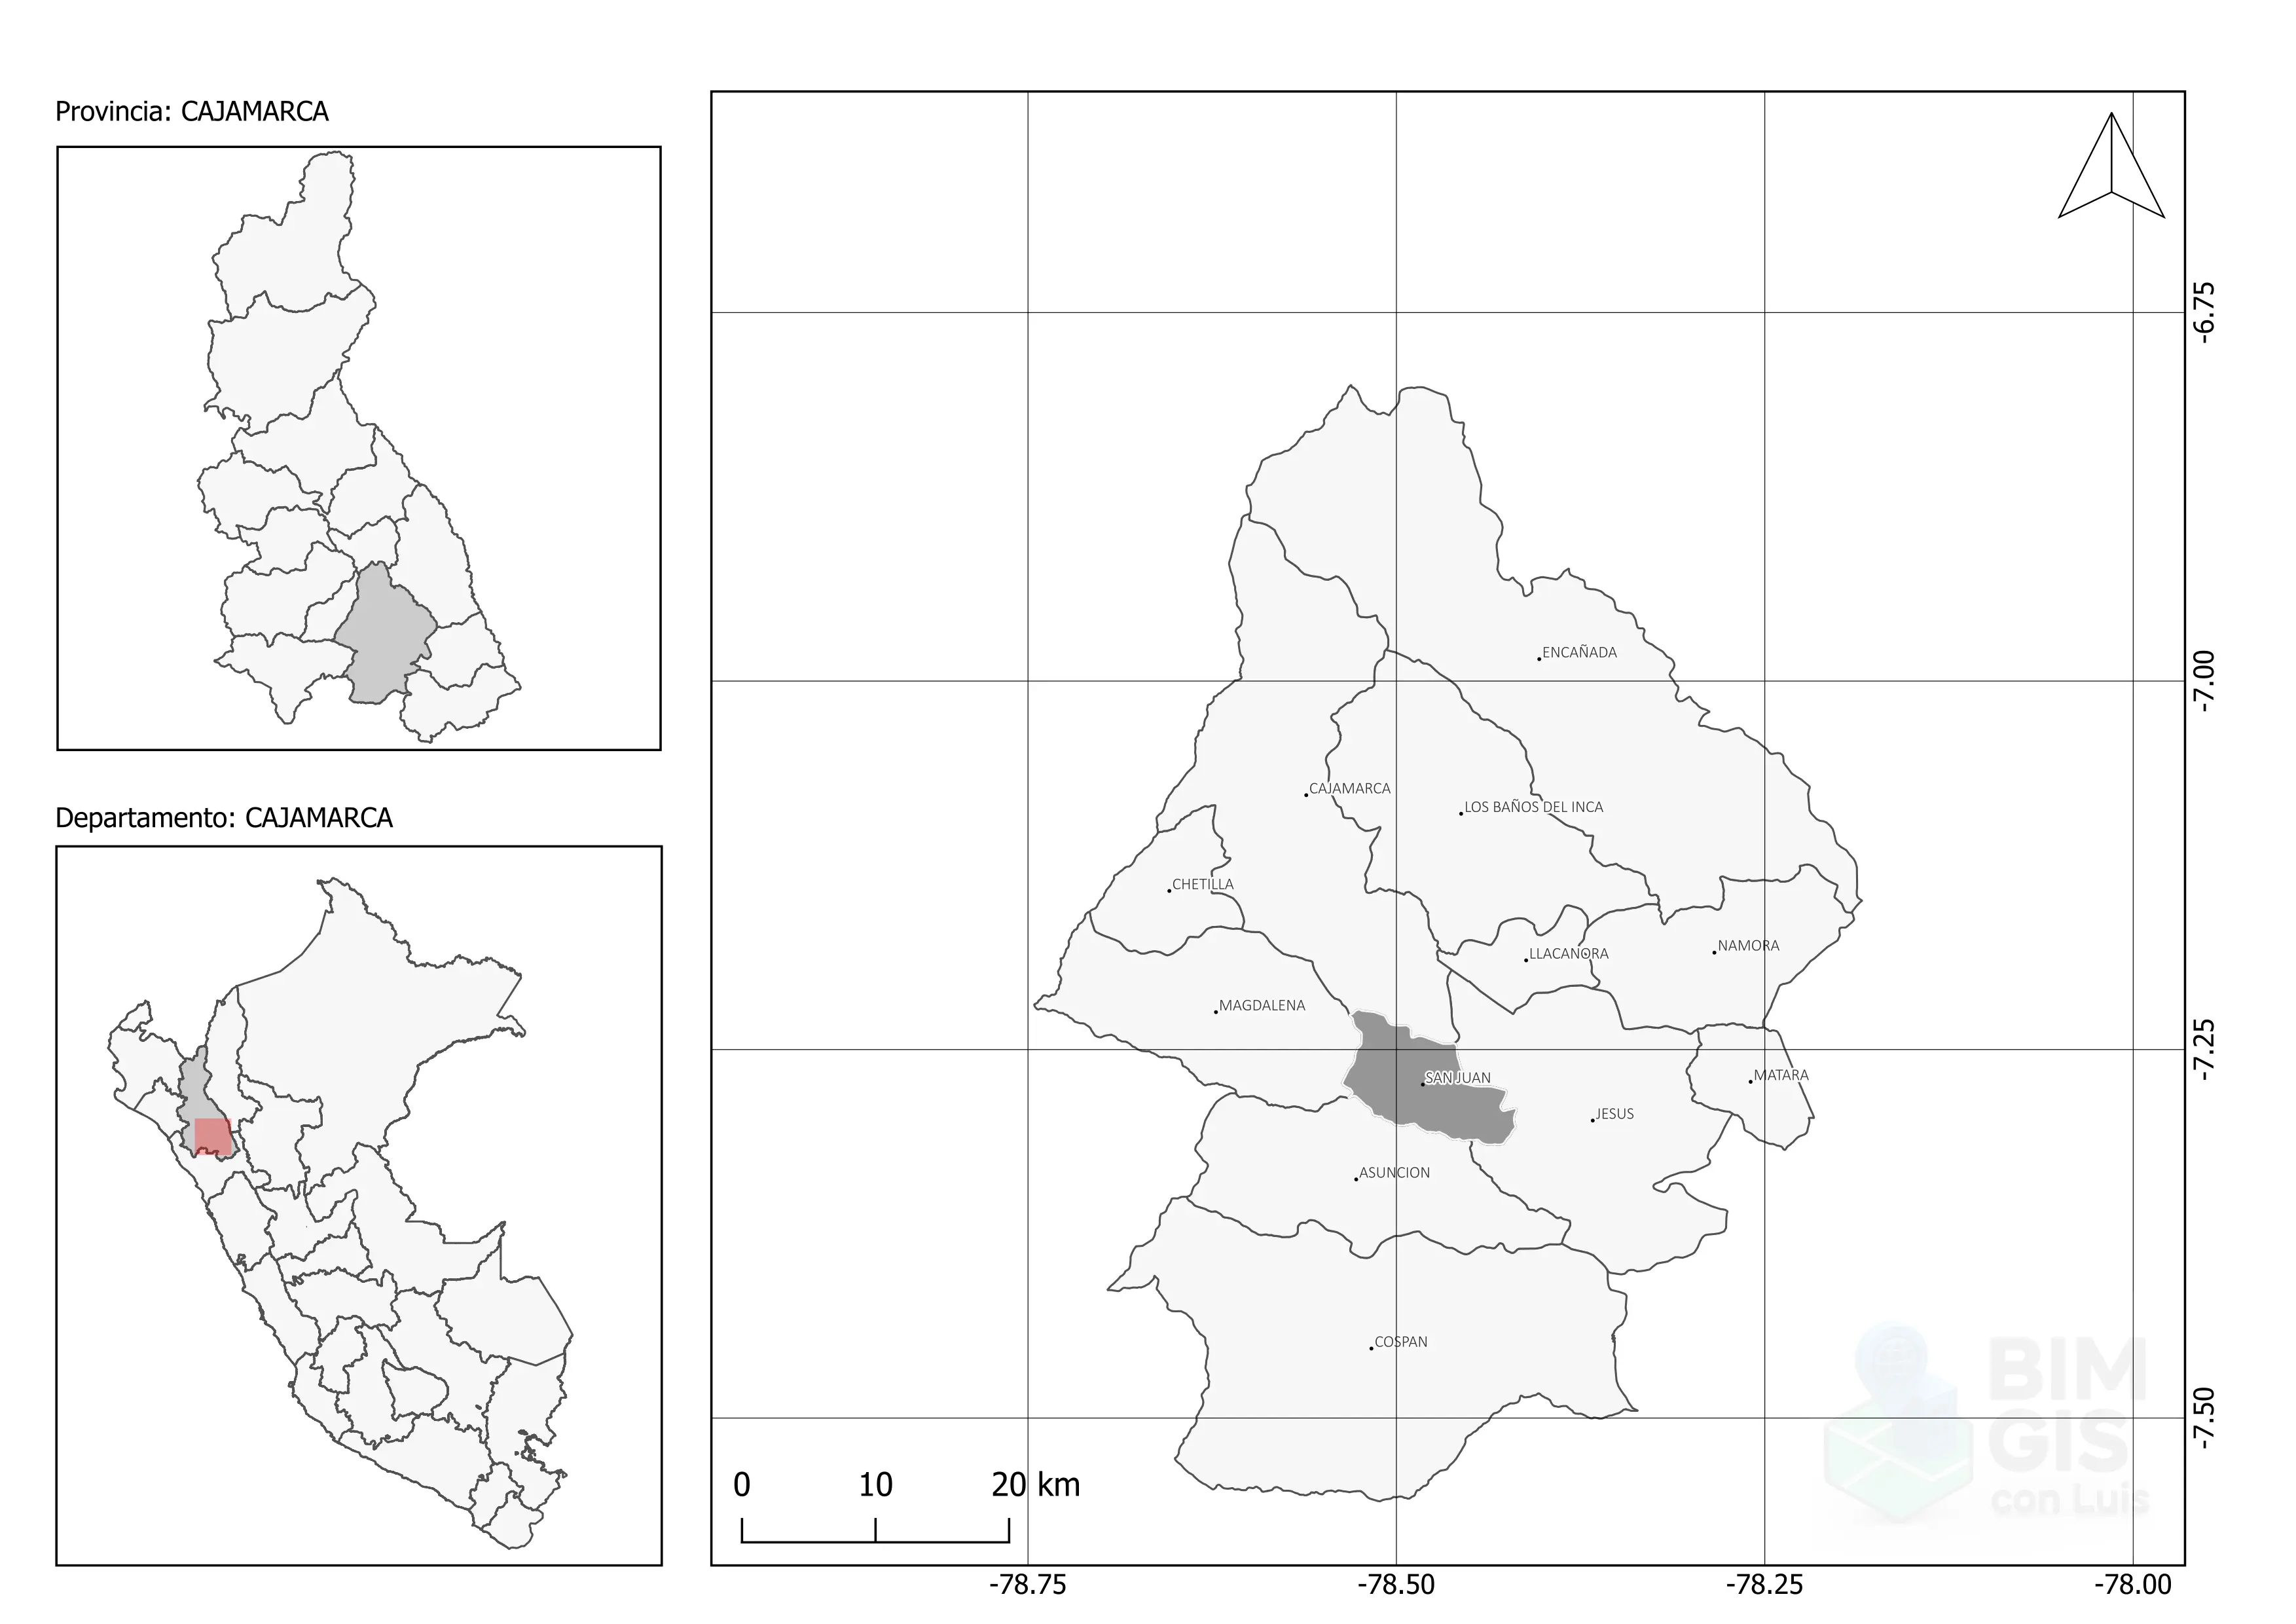 Provincia: CAJAMARCA
Departamento: CAJAMARCA
ENCAÑADA
CAJAMARCA
LOS BAÑOS DEL INCA
CHETILLA
LLACANORA
NAMORA
MAGDALENA
SAN JUAN
MATARA
JESUS
ASUNCION
COSPAN
-6.75
-7.00
-7.25
-7.50
0 10 20 km
-78.75 -78.50 -78.25 -78.00
BIM
GIS
con Luis